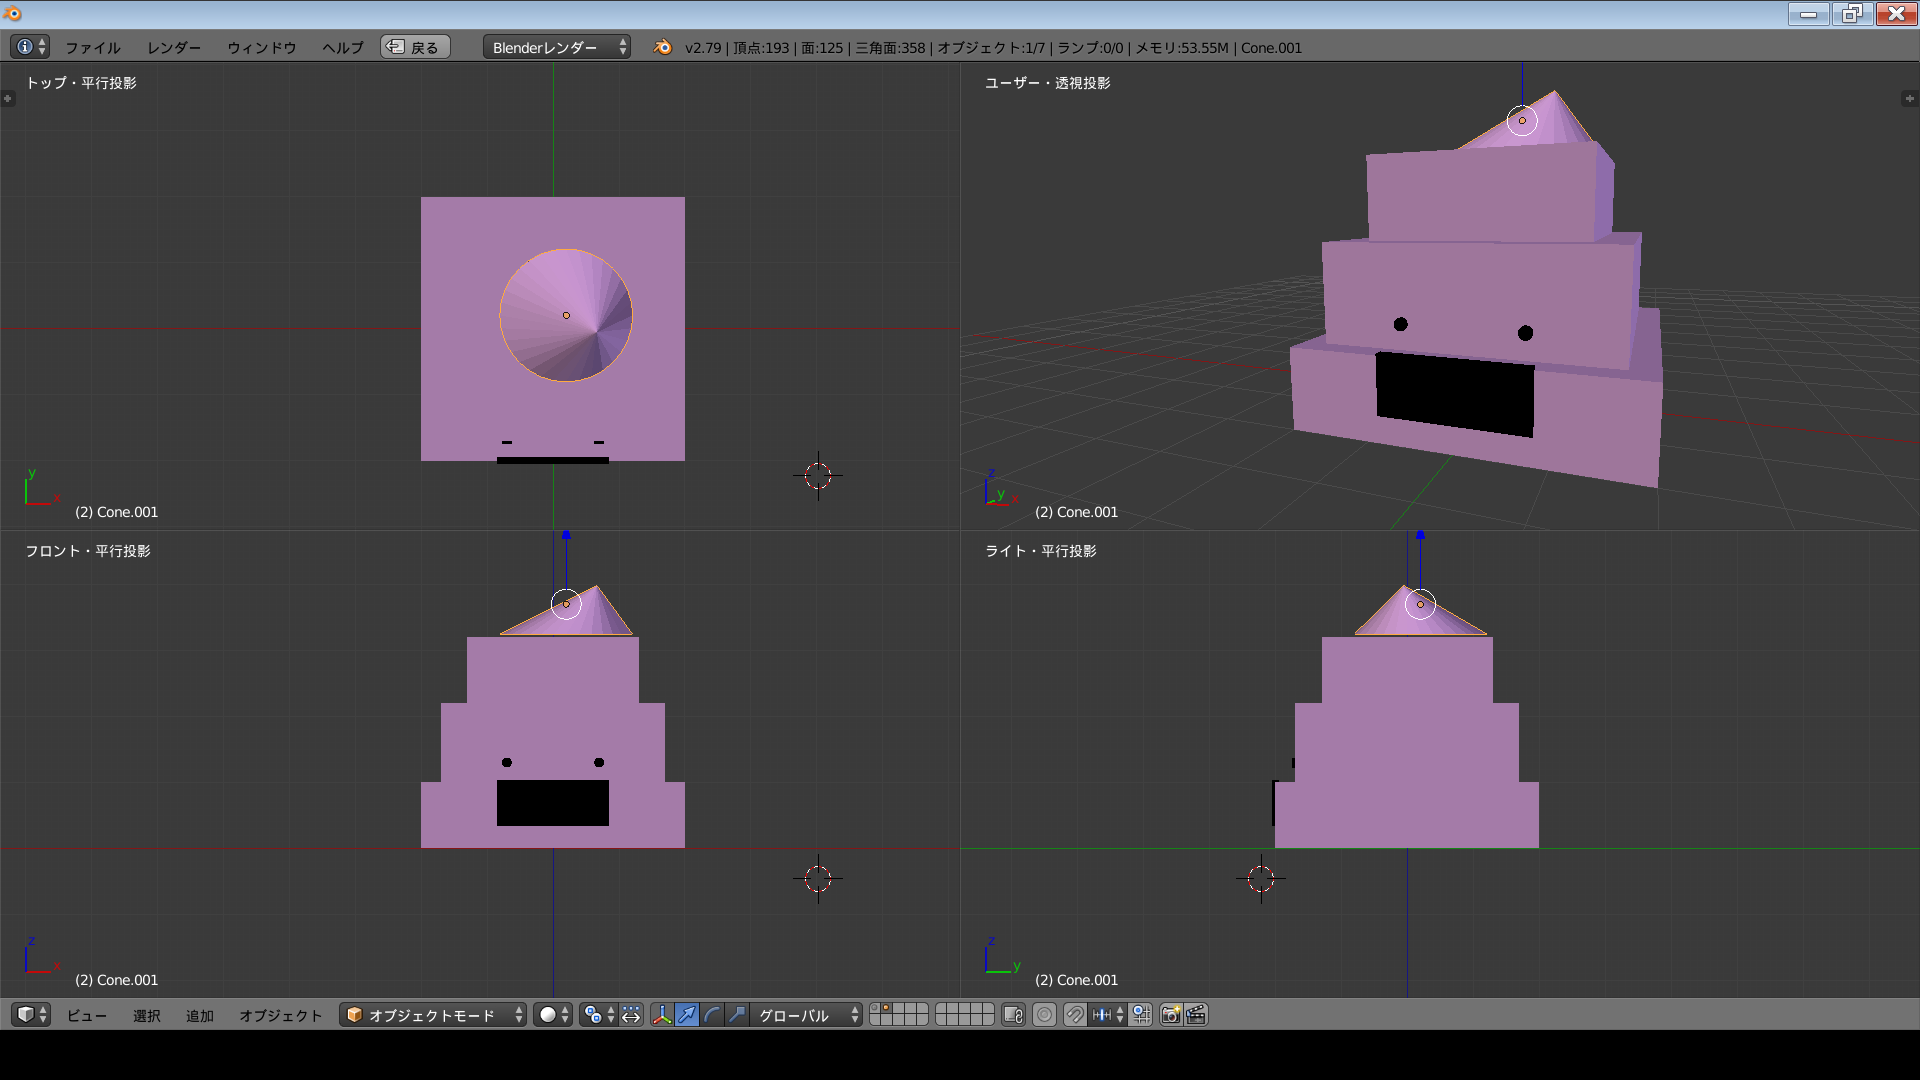 ファイル レンダー ウィンドウ ヘルプ 戻る Blenderレンダー v2.79 | 頂点:193 | 面:125 | 三角面:358 | オブジェクト:1/7 | ランプ:0/0 | メモリ:53.55M | Cone.001
トップ・平行投影
y
x
(2) Cone.001
ユーザー・透視投影
z
y
x
(2) Cone.001
フロント・平行投影
z
x
(2) Cone.001
ライト・平行投影
z
y
(2) Cone.001
ビュー 選択 追加 オブジェクト オブジェクトモード グローバル